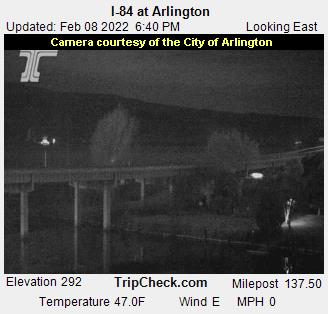 I-84 at Arlington
Updated: Feb 08 2022 6:40 PM Looking East
Camera courtesy of the City of Arlington
Elevation 292 TripCheck.com Milepost 137.50
Temperature 47.0F Wind E MPH 0